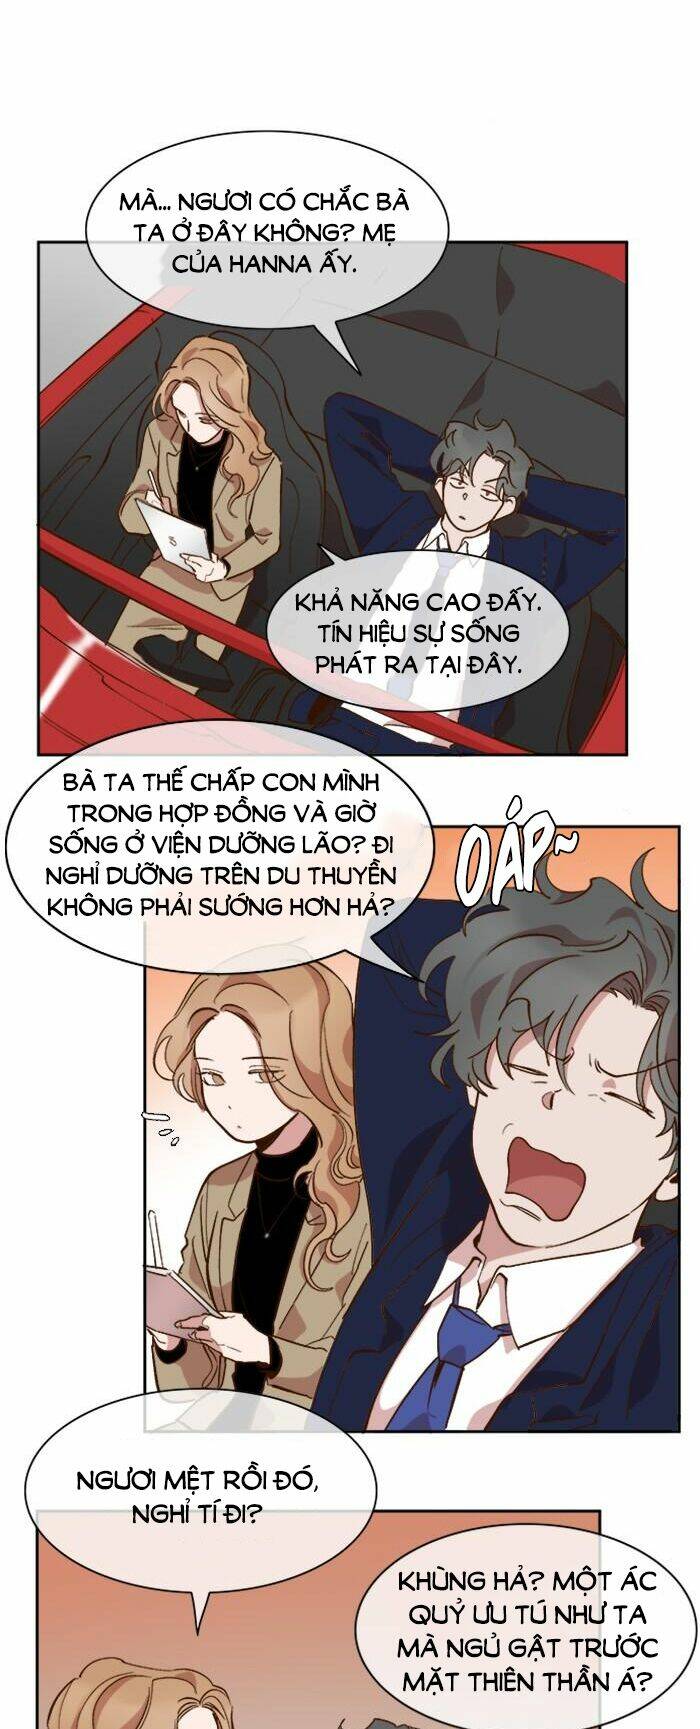 MÀ... NGƯƠI CÓ CHẮC BÀ
TA Ở ĐÂY KHÔNG? MẸ
CỦA HANNA ẤY.
KHẢ NĂNG CAO ĐẤY.
TÍN HIỆU SỰ SỐNG
PHÁT RA TẠI ĐÂY.
BÀ TA THẾ CHẤP CON MÌNH
TRONG HỢP ĐỒNG VÀ GIỜ
SỐNG Ở VIỆN DƯỠNG LÃO? ĐI
NGHỈ DƯỠNG TRÊN DU THUYỀN
KHÔNG PHẢI SƯỚNG HƠN HẢ?
OÁP~
NGƯƠI MỆT RỒI ĐÓ,
NGHỈ TÍ ĐI?
KHÙNG HẢ? MỘT ÁC
QUỶ ƯU TÚ NHƯ TA
MÀ NGỦ GẬT TRƯỚC
MẶT THIÊN THẦN Á?